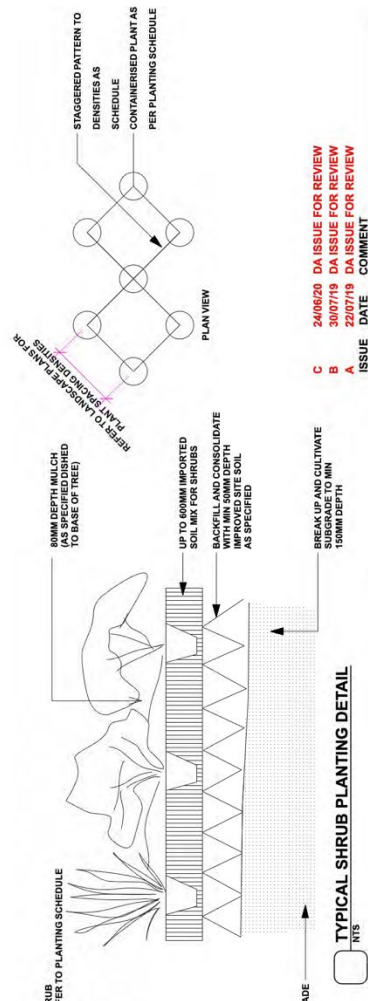 RUB
FER TO PLANTING SCHEDULE
80MM DEPTH MULCH
(AS SPECIFIED DISHED
TO BASE OF TREE)
UP TO 600MM IMPORTED
SOIL MIX FOR SHRUBS
BACKFILL AND CONSOLIDATE
WITH MIN 50MM DEPTH
IMPROVED SITE SOIL
AS SPECIFIED
BREAK UP AND CULTIVATE
SUBGRADE TO MIN
150MM DEPTH
ADE
TYPICAL SHRUB PLANTING DETAIL
NTS
REFER TO LANDSCAPE PLANS FOR
PLANT SPACING DENSITIES
STAGGERED PATTERN TO
DENSITIES AS
SCHEDULE
CONTAINERISED PLANT AS
PER PLANTING SCHEDULE
PLAN VIEW
C 24/06/20 DA ISSUE FOR REVIEW
B 30/07/19 DA ISSUE FOR REVIEW
A 22/07/19 DA ISSUE FOR REVIEW
ISSUE DATE COMMENT